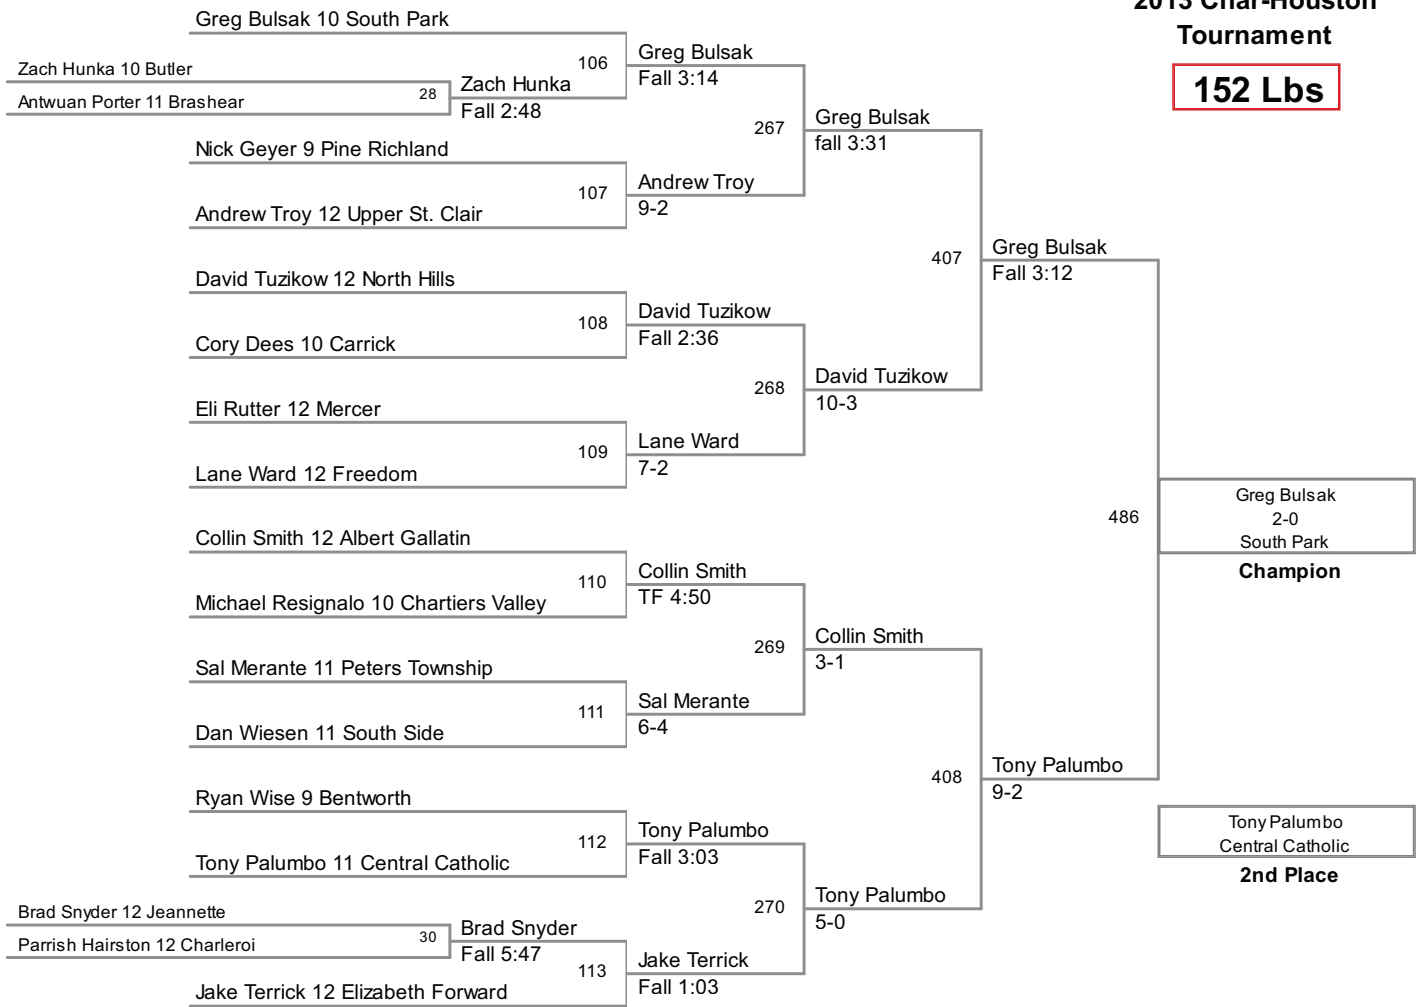 2013 Char-Houston
Tournament
152 Lbs
Greg Bulsak 10 South Park
Zach Hunka 10 Butler
Antwuan Porter 11 Brashear
28
Zach Hunka
Fall 2:48
106
Greg Bulsak
Fall 3:14
Nick Geyer 9 Pine Richland
Andrew Troy 12 Upper St. Clair
107
Andrew Troy
9-2
267
Greg Bulsak
fall 3:31
David Tuzikow 12 North Hills
Cory Dees 10 Carrick
108
David Tuzikow
Fall 2:36
Eli Rutter 12 Mercer
Lane Ward 12 Freedom
109
Lane Ward
7-2
268
David Tuzikow
10-3
407
Greg Bulsak
Fall 3:12
Collin Smith 12 Albert Gallatin
Michael Resignalo 10 Chartiers Valley
110
Collin Smith
TF 4:50
Sal Merante 11 Peters Township
Dan Wiesen 11 South Side
111
Sal Merante
6-4
269
Collin Smith
3-1
Ryan Wise 9 Bentworth
Tony Palumbo 11 Central Catholic
112
Tony Palumbo
Fall 3:03
Brad Snyder 12 Jeannette
Parrish Hairston 12 Charleroi
30
Brad Snyder
Fall 5:47
Jake Terrick 12 Elizabeth Forward
113
Jake Terrick
Fall 1:03
270
Tony Palumbo
5-0
408
Tony Palumbo
9-2
486
Greg Bulsak
2-0
South Park
Champion
Tony Palumbo
Central Catholic
2nd Place